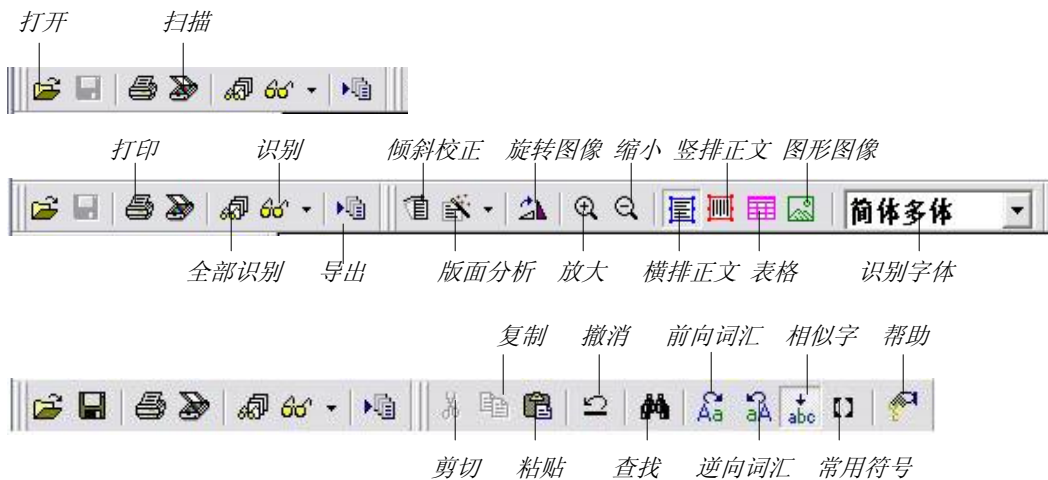 打开 扫描
打印 识别 倾斜校正 旋转图像 缩小 竖排正文 图形图像
简体多体
全部识别 导出 版面分析 放大 横排正文 表格 识别字体
复制 撤消 前向词汇 相似字 帮助
Aa aA abc
剪切 粘贴 查找 逆向词汇 常用符号